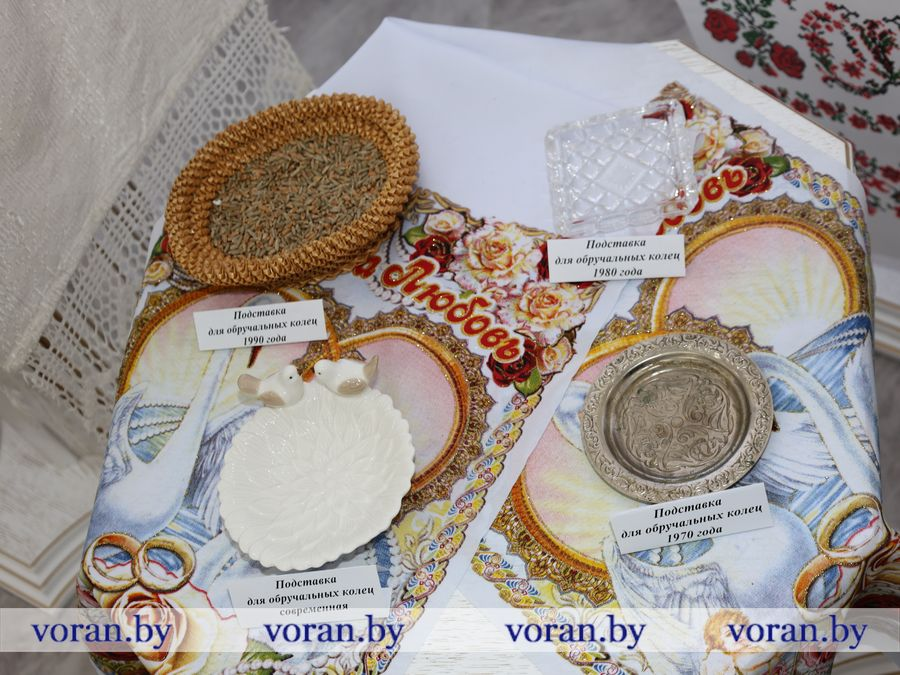 Подставка
для обручальных колец
1980 года
Подставка
для обручальных колец
1990 года
а Любовь
ювь
Подставка
для обручальных колец
1970 года
Подставка
для обручальных колец
современная
voran.by voran.by voran.by voran.by